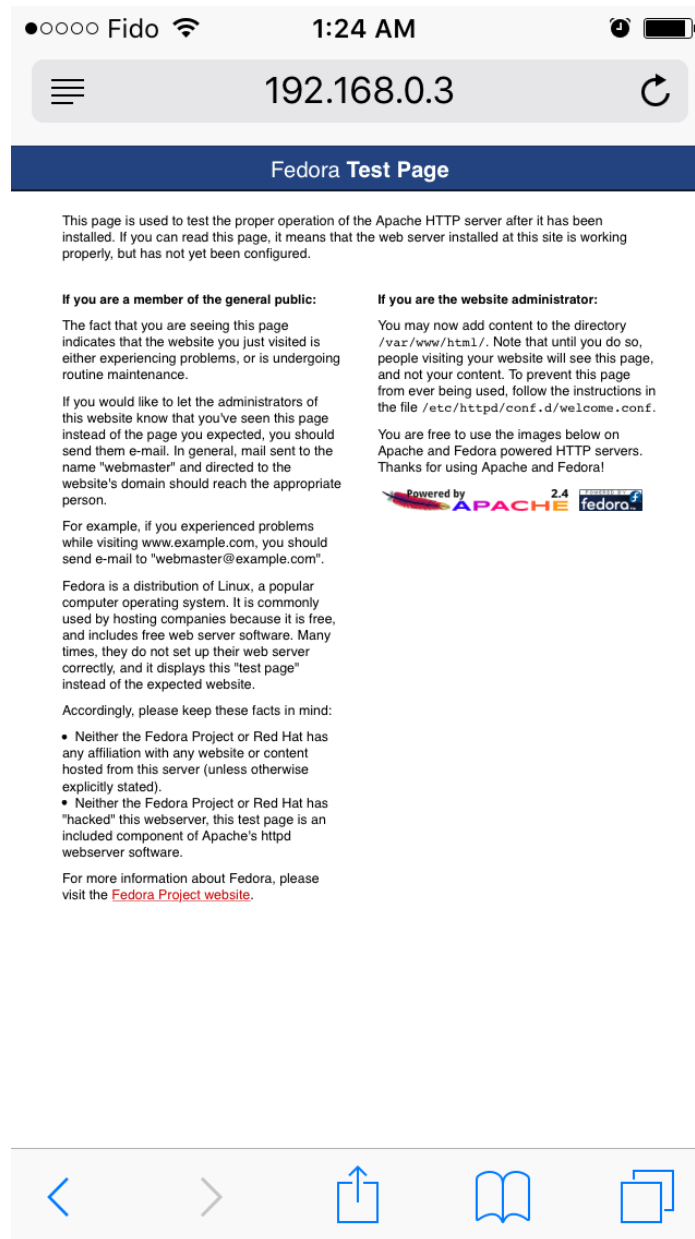 Fido
1:24 AM
192.168.0.3
Fedora Test Page
This page is used to test the proper operation of the Apache HTTP server after it has been
installed. If you can read this page, it means that the web server installed at this site is working
properly, but has not yet been configured.
If you are a member of the general public:
The fact that you are seeing this page
indicates that the website you just visited is
either experiencing problems, or is undergoing
routine maintenance.
If you would like to let the administrators of
this website know that you've seen this page
instead of the page you expected, you should
send them e-mail. In general, mail sent to the
name "webmaster" and directed to the
website's domain should reach the appropriate
person.
For example, if you experienced problems
while visiting www.example.com, you should
send e-mail to "webmaster@example.com".
Fedora is a distribution of Linux, a popular
computer operating system. It is commonly
used by hosting companies because it is free,
and includes free web server software. Many
times, they do not set up their web server
correctly, and it displays this "test page"
instead of the expected website.
Accordingly, please keep these facts in mind:
• Neither the Fedora Project or Red Hat has
any affiliation with any website or content
hosted from this server (unless otherwise
explicitly stated).
• Neither the Fedora Project or Red Hat has
"hacked" this webserver, this test page is an
included component of Apache's httpd
webserver software.
For more information about Fedora, please
visit the Fedora Project website.
If you are the website administrator:
You may now add content to the directory
/var/www/html/. Note that until you do so,
people visiting your website will see this page,
and not your content. To prevent this page
from ever being used, follow the instructions in
the file /etc/httpd/conf.d/welcome.conf.
You are free to use the images below on
Apache and Fedora powered HTTP servers.
Thanks for using Apache and Fedora!
Powered by 2.4
APACHE
POWERED BY
fedora